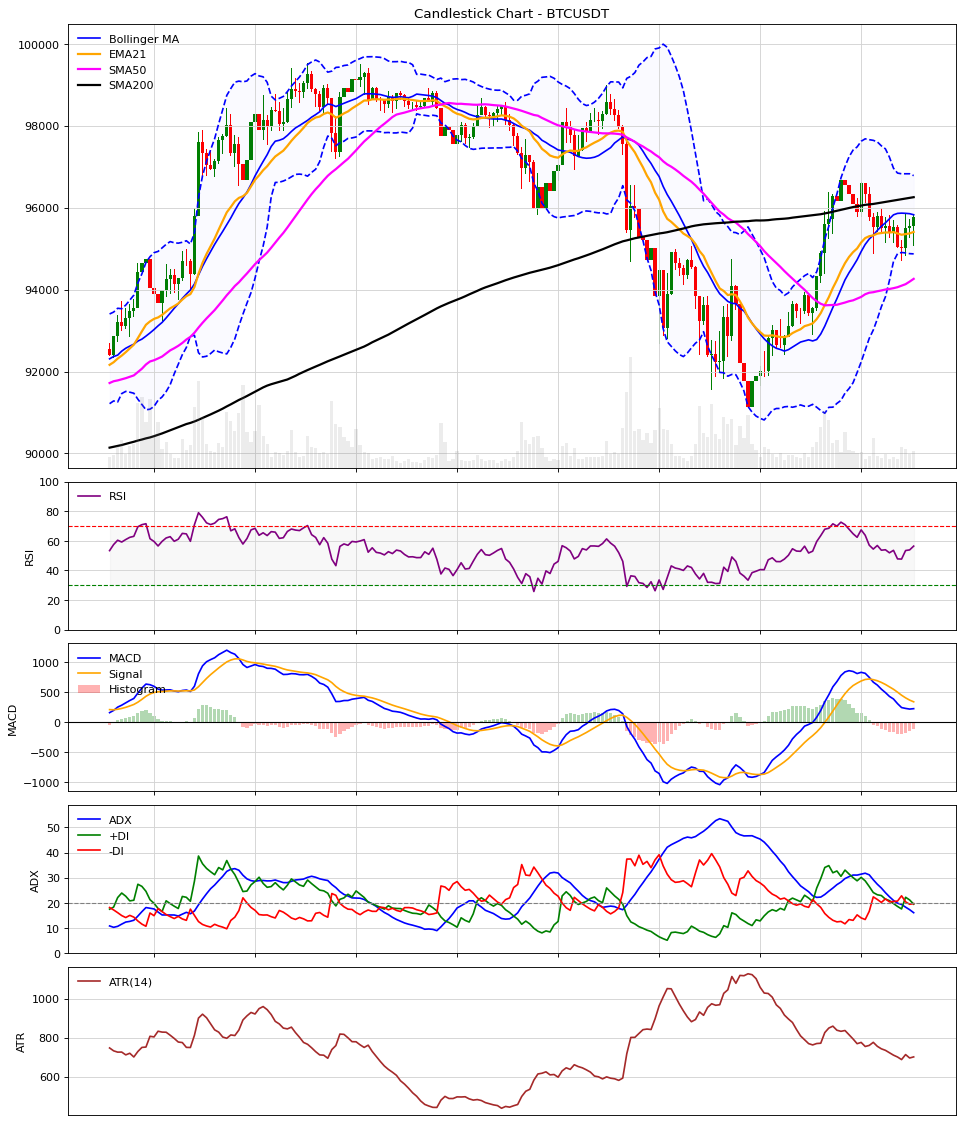 Candlestick Chart - BTCUSDT
Bollinger MA
EMA21
SMA50
SMA200
100000
98000
96000
94000
92000
90000
RSI
RSI
100
80
60
40
20
0
MACD
Signal
Histogram
MACD
1000
500
0
−500
−1000
ADX
+DI
-DI
ADX
50
40
30
20
10
0
ATR(14)
ATR
1000
800
600